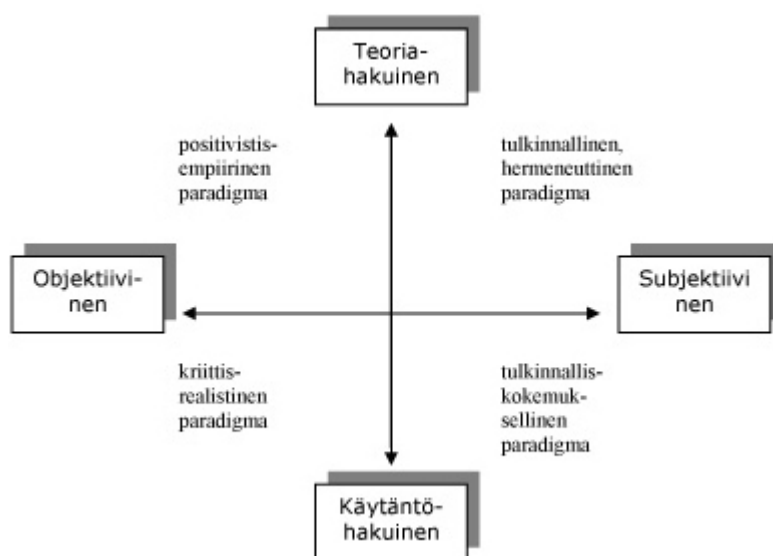 Teoria-
hakuinen
positivistis-
empiirinen
paradigma
tulkinnallinen,
hermeneuttinen
paradigma
Objektiivi-
nen
Subjektiivi
nen
kriittis-
realistinen
paradigma
tulkinnallis-
kokemuk-
sellinen
paradigma
Käytäntö-
hakuinen